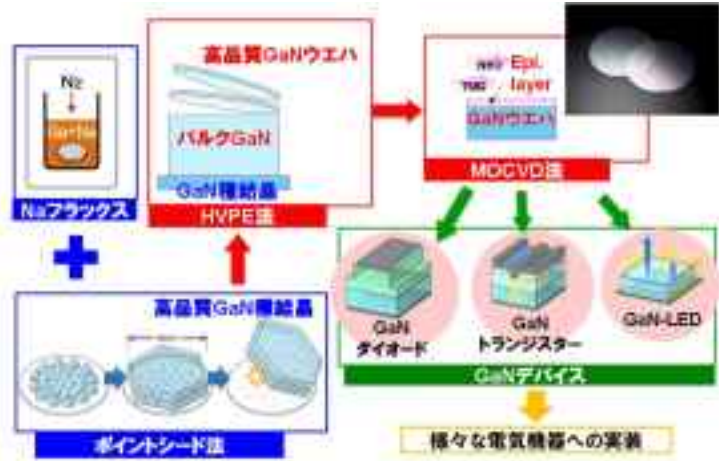 N₂
Ga+Na
Naフラックス
高品質GaNウエハ
バルクGaN
GaN種結晶
HVPE法
Epi.
layer
GaNウエハ
MOCVD法
高品質GaN種結晶
ポイントシード法
GaN
ダイオード
GaN
トランジスター
GaN-LED
GaNデバイス
様々な電気機器への実装